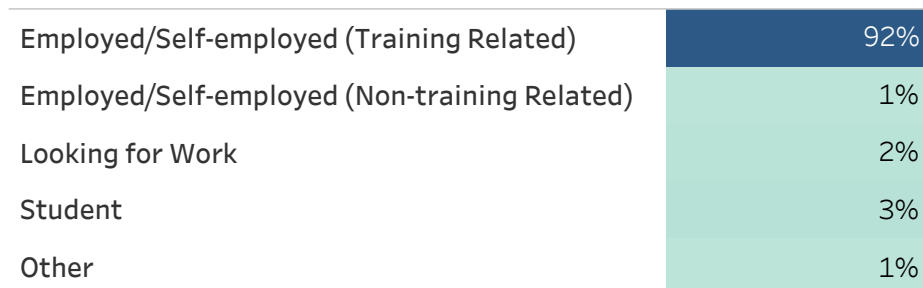 Employed/Self-employed (Training Related) 92%
Employed/Self-employed (Non-training Related) 1%
Looking for Work 2%
Student 3%
Other 1%